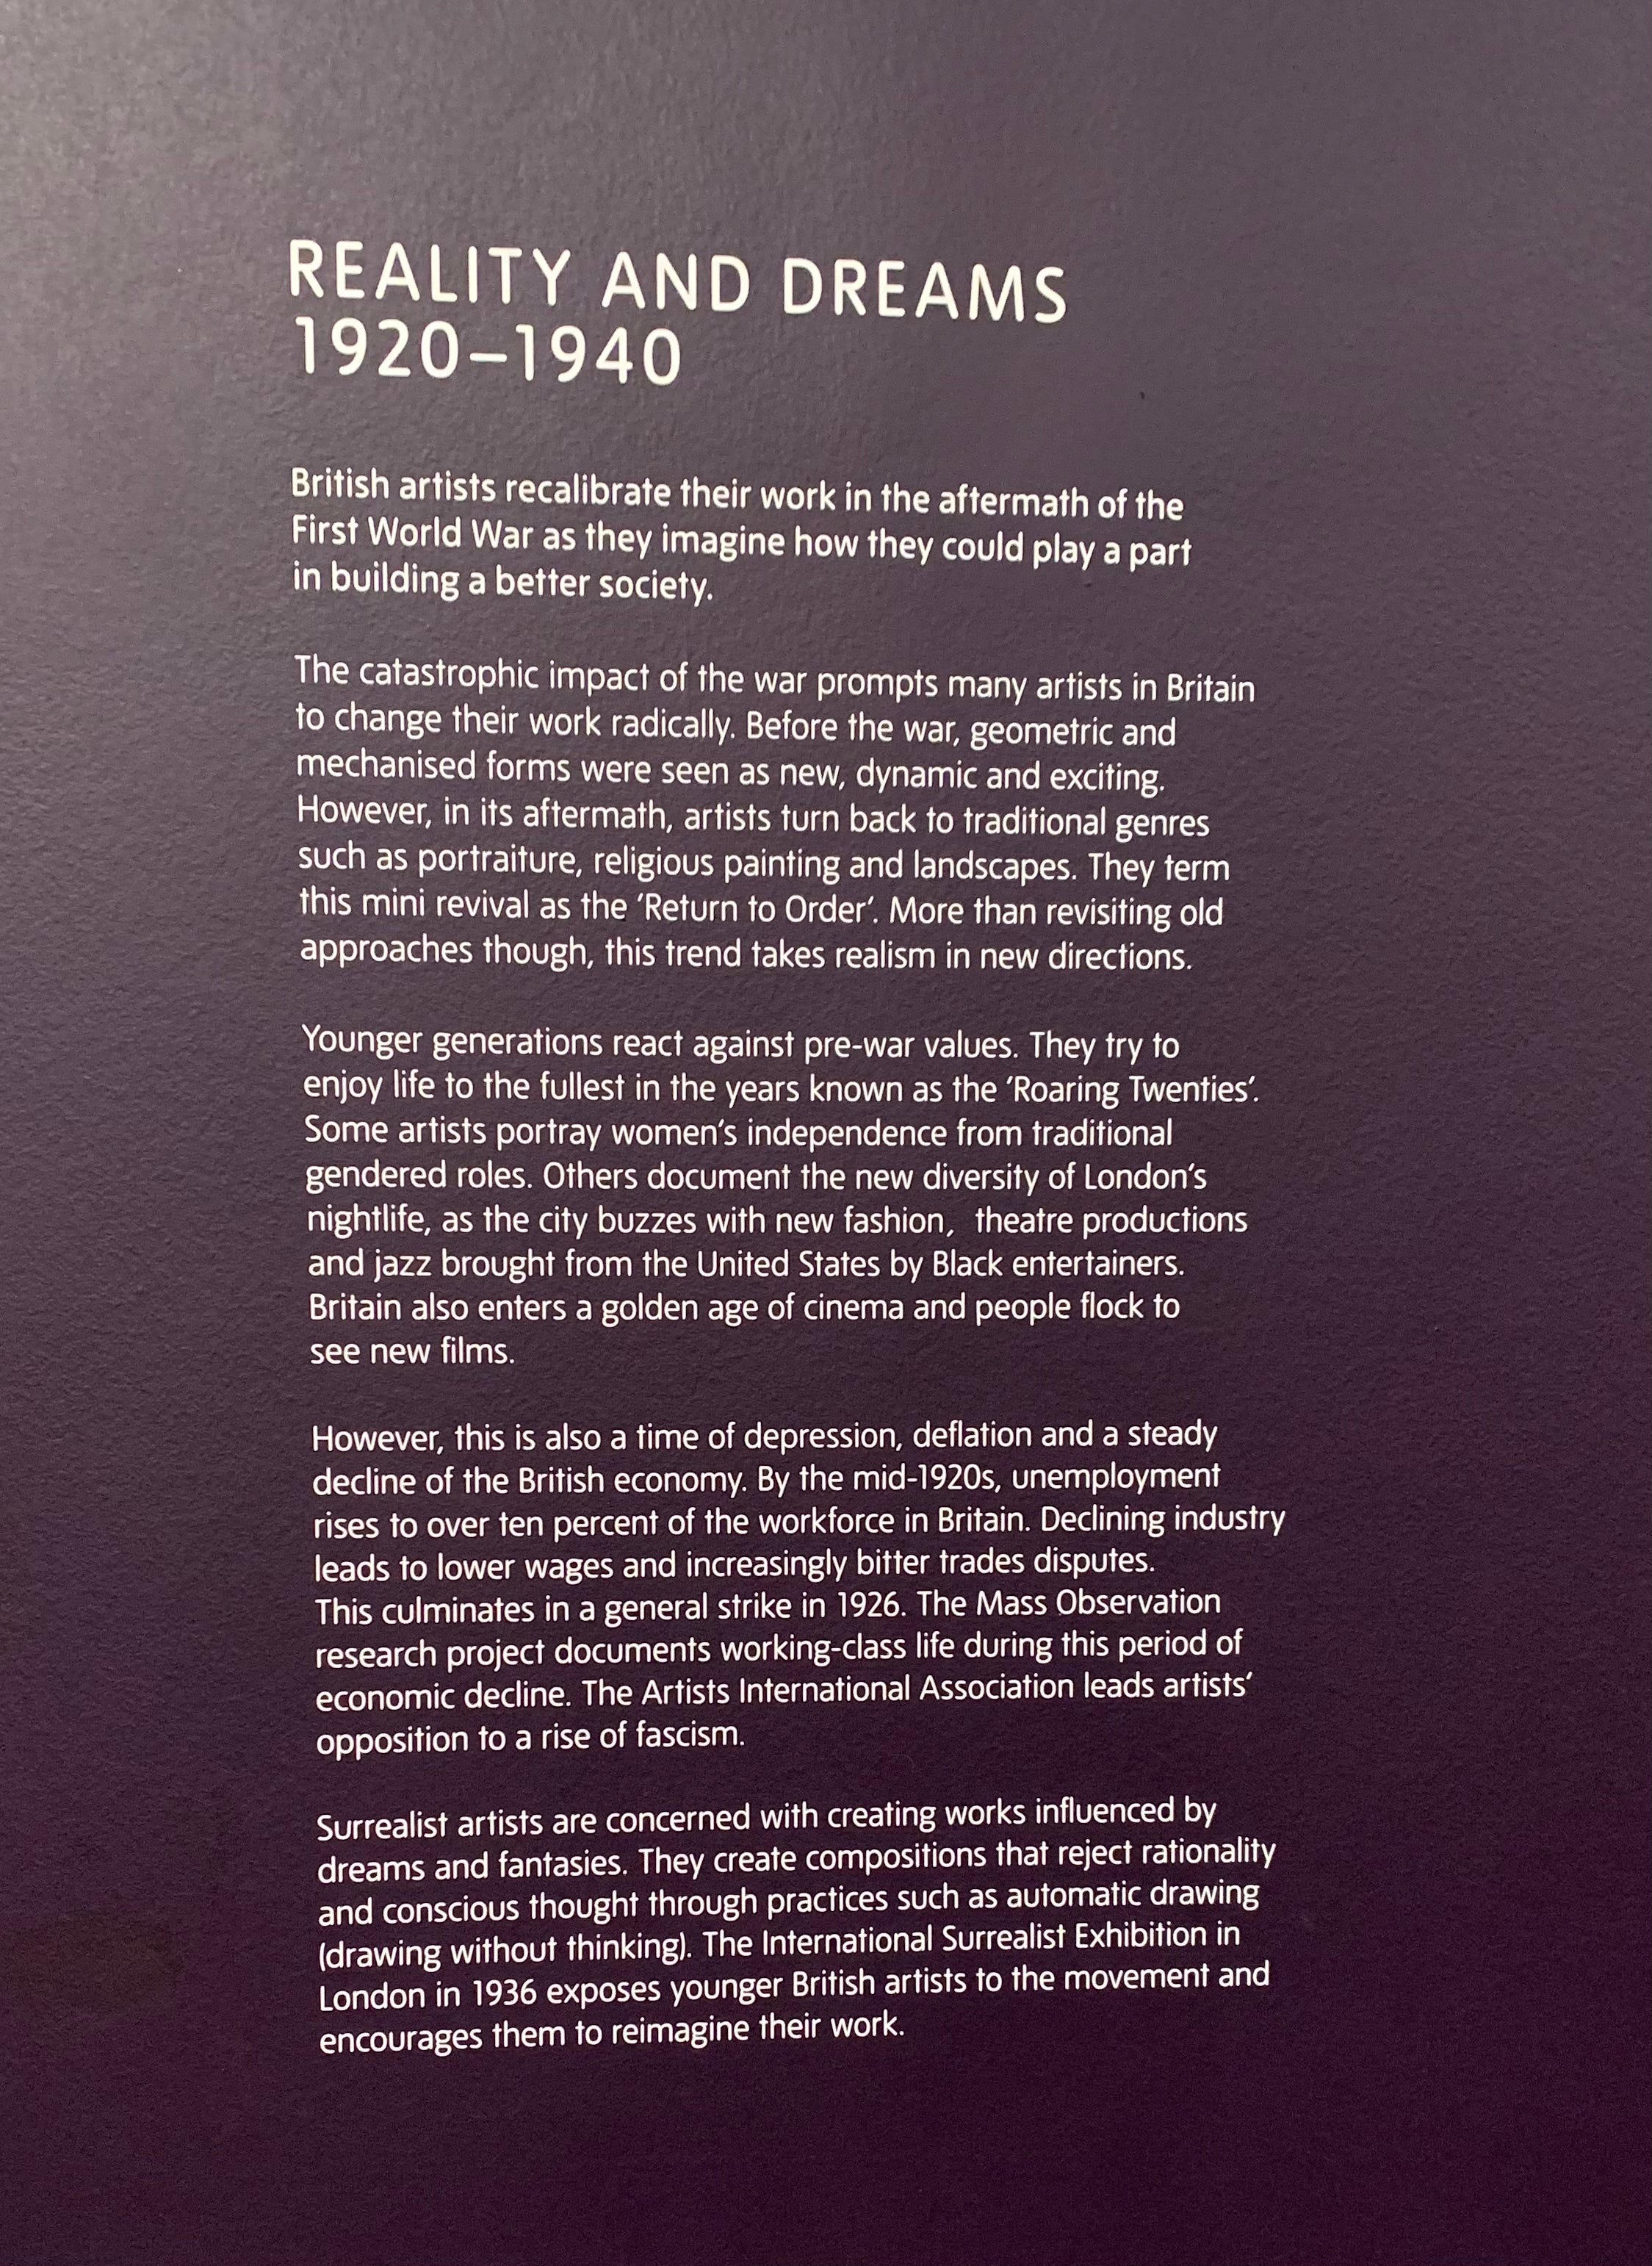 REALITY AND DREAMS
1920–1940
British artists recalibrate their work in the aftermath of the
First World War as they imagine how they could play a part
in building a better society.
The catastrophic impact of the war prompts many artists in Britain
to change their work radically. Before the war, geometric and
mechanised forms were seen as new, dynamic and exciting.
However, in its aftermath, artists turn back to traditional genres
such as portraiture, religious painting and landscapes. They term
this mini revival as the ‘Return to Order’. More than revisiting old
approaches though, this trend takes realism in new directions.
Younger generations react against pre-war values. They try to
enjoy life to the fullest in the years known as the ‘Roaring Twenties’.
Some artists portray women’s independence from traditional
gendered roles. Others document the new diversity of London’s
nightlife, as the city buzzes with new fashion,  theatre productions
and jazz brought from the United States by Black entertainers.
Britain also enters a golden age of cinema and people flock to
see new films.
However, this is also a time of depression, deflation and a steady
decline of the British economy. By the mid-1920s, unemployment
rises to over ten percent of the workforce in Britain. Declining industry
leads to lower wages and increasingly bitter trades disputes.
This culminates in a general strike in 1926. The Mass Observation
research project documents working-class life during this period of
economic decline. The Artists International Association leads artists’
opposition to a rise of fascism.
Surrealist artists are concerned with creating works influenced by
dreams and fantasies. They create compositions that reject rationality
and conscious thought through practices such as automatic drawing
(drawing without thinking). The International Surrealist Exhibition in
London in 1936 exposes younger British artists to the movement and
encourages them to reimagine their work.